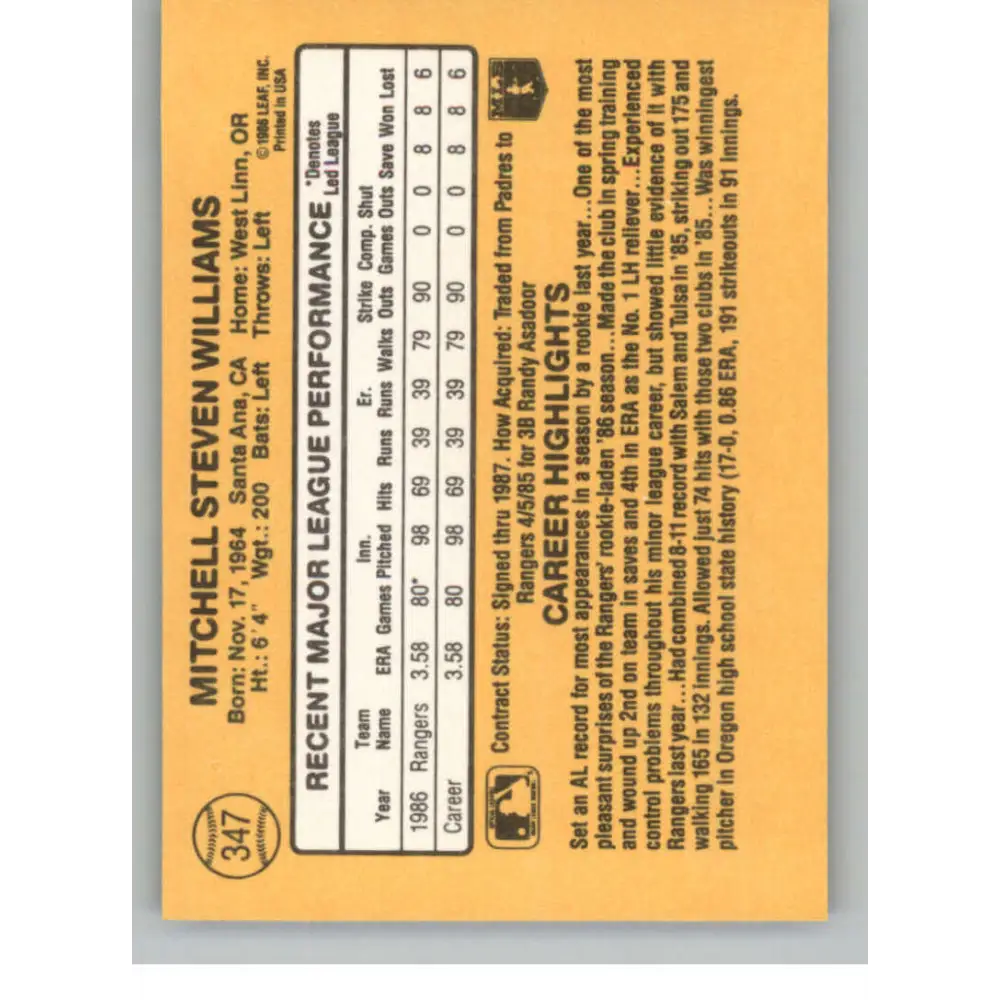 347
MITCHELL STEVEN WILLIAMS
Born: Nov. 17, 1964 Santa Ana, CA Home: West Linn, OR
Ht.: 6'4" Wgt.: 200 Bats: Left Throws: Left
©1986 LEAF, INC.
Printed in USA
RECENT MAJOR LEAGUE PERFORMANCE *Denotes Led League
Year Team Name ERA Games Inn. Pitched Hits Runs Er. Runs Walks Strike Outs Comp. Games Shut Outs Save Won Lost
1986 Rangers 3.58 80* 98 69 39 39 79 90 0 0 8 8 6
Career 3.58 80 98 69 39 39 79 90 0 0 8 8 6
Contract Status: Signed thru 1987. How Acquired: Traded from Padres to
Rangers 4/5/85 for 3B Randy Asadoor
CAREER HIGHLIGHTS
Set an AL record for most appearances in a season by a rookie last year...One of the most
pleasant surprises of the Rangers' rookie-laden '86 season...Made the club in spring training
and wound up 2nd on team in saves and 4th in ERA as the No. 1 LH reliever...Experienced
control problems throughout his minor league career, but showed little evidence of it with
Rangers last year...Had combined 8-11 record with Salem and Tulsa in '85, striking out 175 and
walking 165 in 132 innings. Allowed just 74 hits with those two clubs in '85...Was winningest
pitcher in Oregon high school state history (17-0, 0.86 ERA, 191 strikeouts in 91 innings.